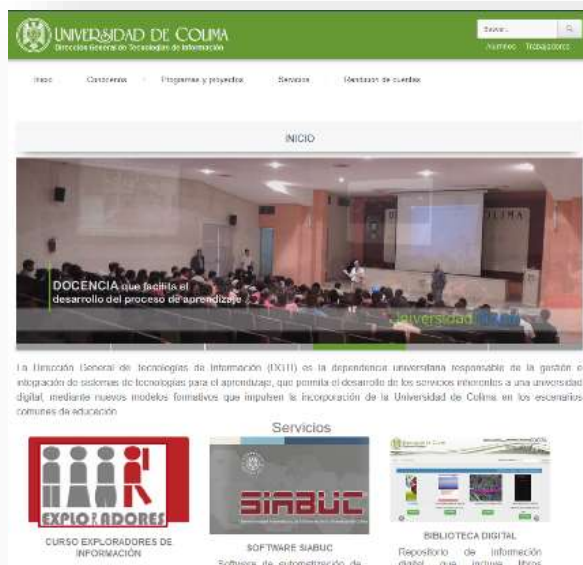 UNIVERSIDAD DE COLIMA
Dirección General de Tecnologías de Información
Buscar...
Alumnos Trabajadores
Inicio Conócenos Programas y proyectos Servicios Rendición de cuentas
INICIO
DOCENCIA que facilita el
desarrollo del proceso de aprendizaje
universidad
La Dirección General de Tecnologías de Información (DGTI) es la dependencia universitaria responsable de la gestión e
integración de sistemas de tecnologías para el aprendizaje, que permita el desarrollo de los servicios inherentes a una universidad
digital, mediante nuevos modelos formativos que impulsen la incorporación de la Universidad de Colima en los escenarios
comunes de educación.
Servicios
EXPLORADORES
CURSO EXPLORADORES DE
INFORMACIÓN
SIABUC
SOFTWARE SIABUC
Software de automatización de
BIBLIOTECA DIGITAL
Repositorio de información
digital que incluye libros